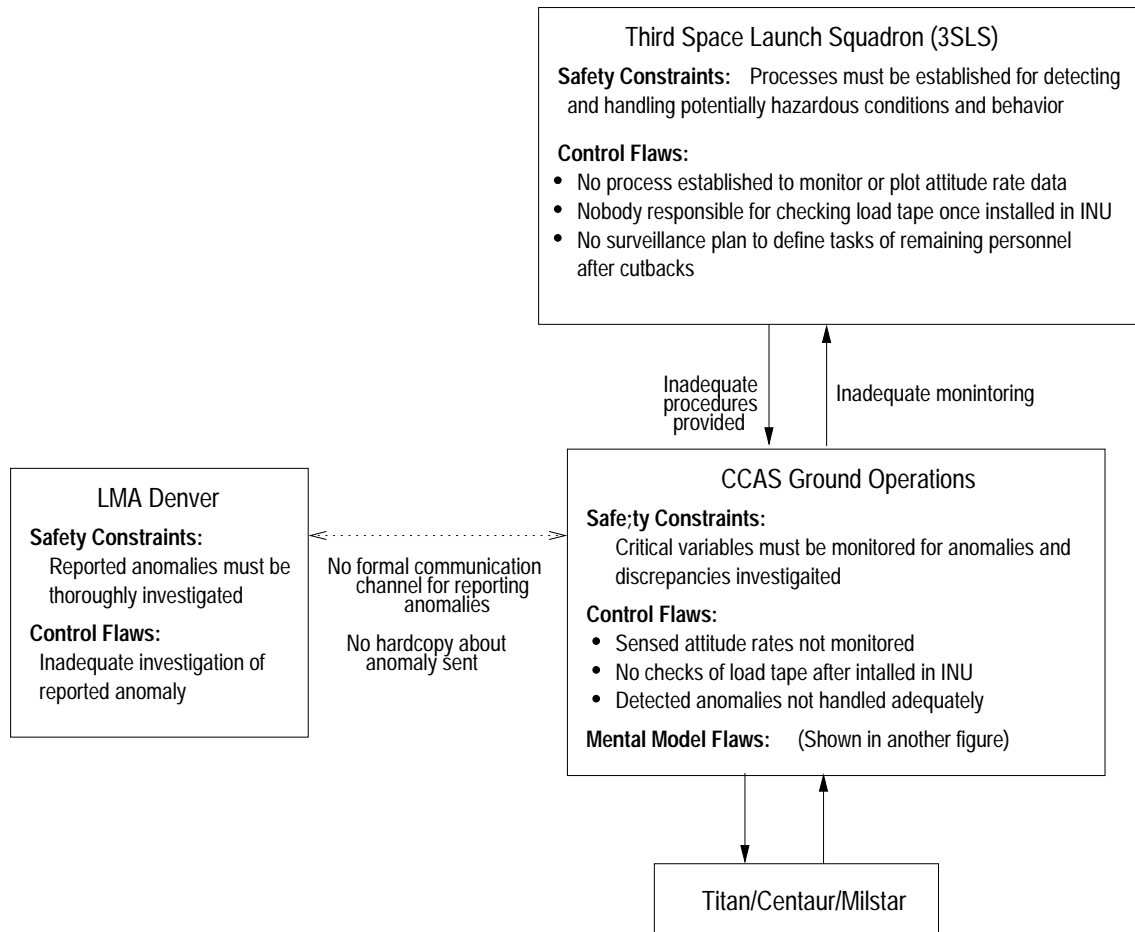 Third Space Launch Squadron (3SLS)
Safety Constraints: Processes must be established for detecting
and handling potentially hazardous conditions and behavior
Control Flaws:
• No process established to monitor or plot attitude rate data
• Nobody responsible for checking load tape once installed in INU
• No surveillance plan to define tasks of remaining personnel
after cutbacks
Inadequate
procedures
provided
Inadequate monintoring
LMA Denver
Safety Constraints:
Reported anomalies must be
thoroughly investigated
Control Flaws:
Inadequate investigation of
reported anomaly
No formal communication
channel for reporting
anomalies
No hardcopy about
anomaly sent
CCAS Ground Operations
Safe;ty Constraints:
Critical variables must be monitored for anomalies and
discrepancies investigaited
Control Flaws:
• Sensed attitude rates not monitored
• No checks of load tape after intalled in INU
• Detected anomalies not handled adequately
Mental Model Flaws: (Shown in another figure)
Titan/Centaur/Milstar